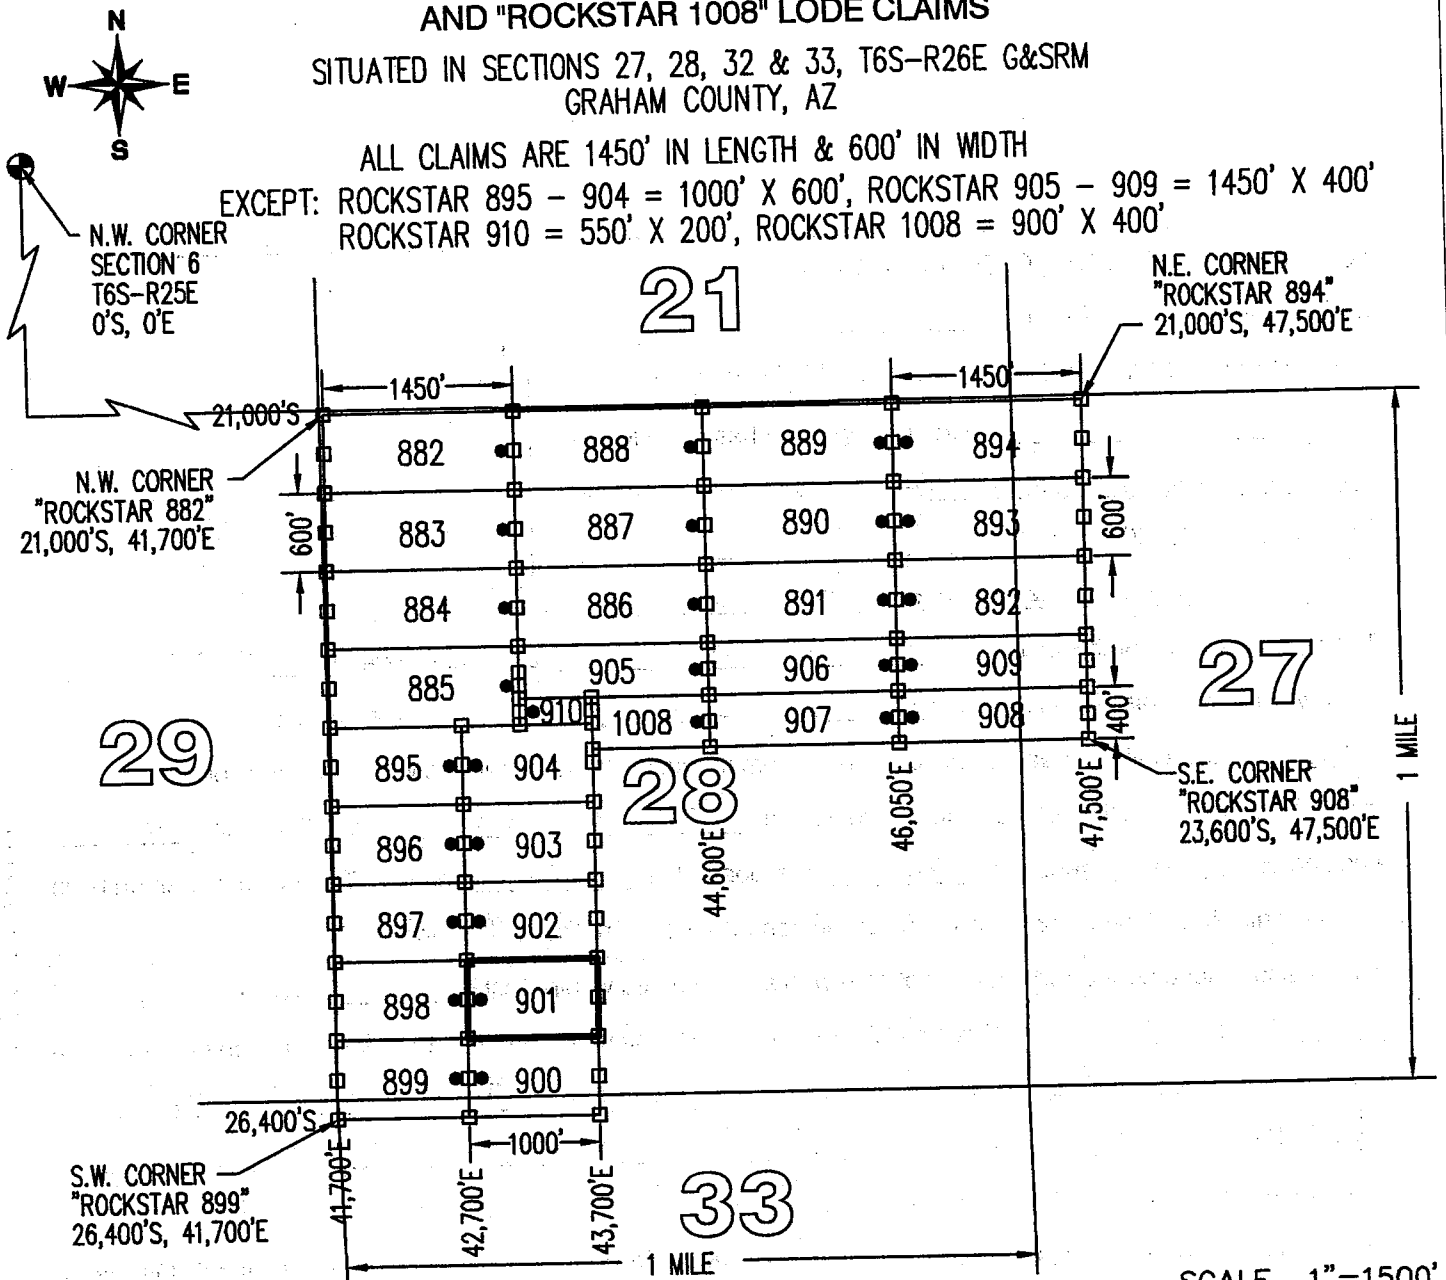 AND "ROCKSTAR 1008" LODE CLAIMS
N
W E
S
SITUATED IN SECTIONS 27, 28, 32 & 33, T6S-R26E G&SRM
GRAHAM COUNTY, AZ
ALL CLAIMS ARE 1450' IN LENGTH & 600' IN WIDTH
EXCEPT: ROCKSTAR 895 - 904 = 1000' X 600', ROCKSTAR 905 - 909 = 1450' X 400'
ROCKSTAR 910 = 550' X 200', ROCKSTAR 1008 = 900' X 400'
N.W. CORNER
SECTION 6
T6S-R25E
0'S, 0'E
21
N.E. CORNER
"ROCKSTAR 894"
21,000'S, 47,500'E
1450'
1450'
21,000'S
N.W. CORNER
"ROCKSTAR 882"
21,000'S, 41,700'E
600'
882
888
889
894
883
887
890
893
600'
884
886
891
892
885
905
906
909
910
1008
907
908
400'
27
29
28
1 MILE
895
904
896
903
897
902
898
901
899
900
44,600'E
46,050'E
47,500'E
S.E. CORNER
"ROCKSTAR 908"
23,600'S, 47,500'E
26,400'S
1000'
S.W. CORNER
"ROCKSTAR 899"
26,400'S, 41,700'E
41,700'E
42,700'E
43,700'E
33
1 MILE
SCALE 1"=1500'